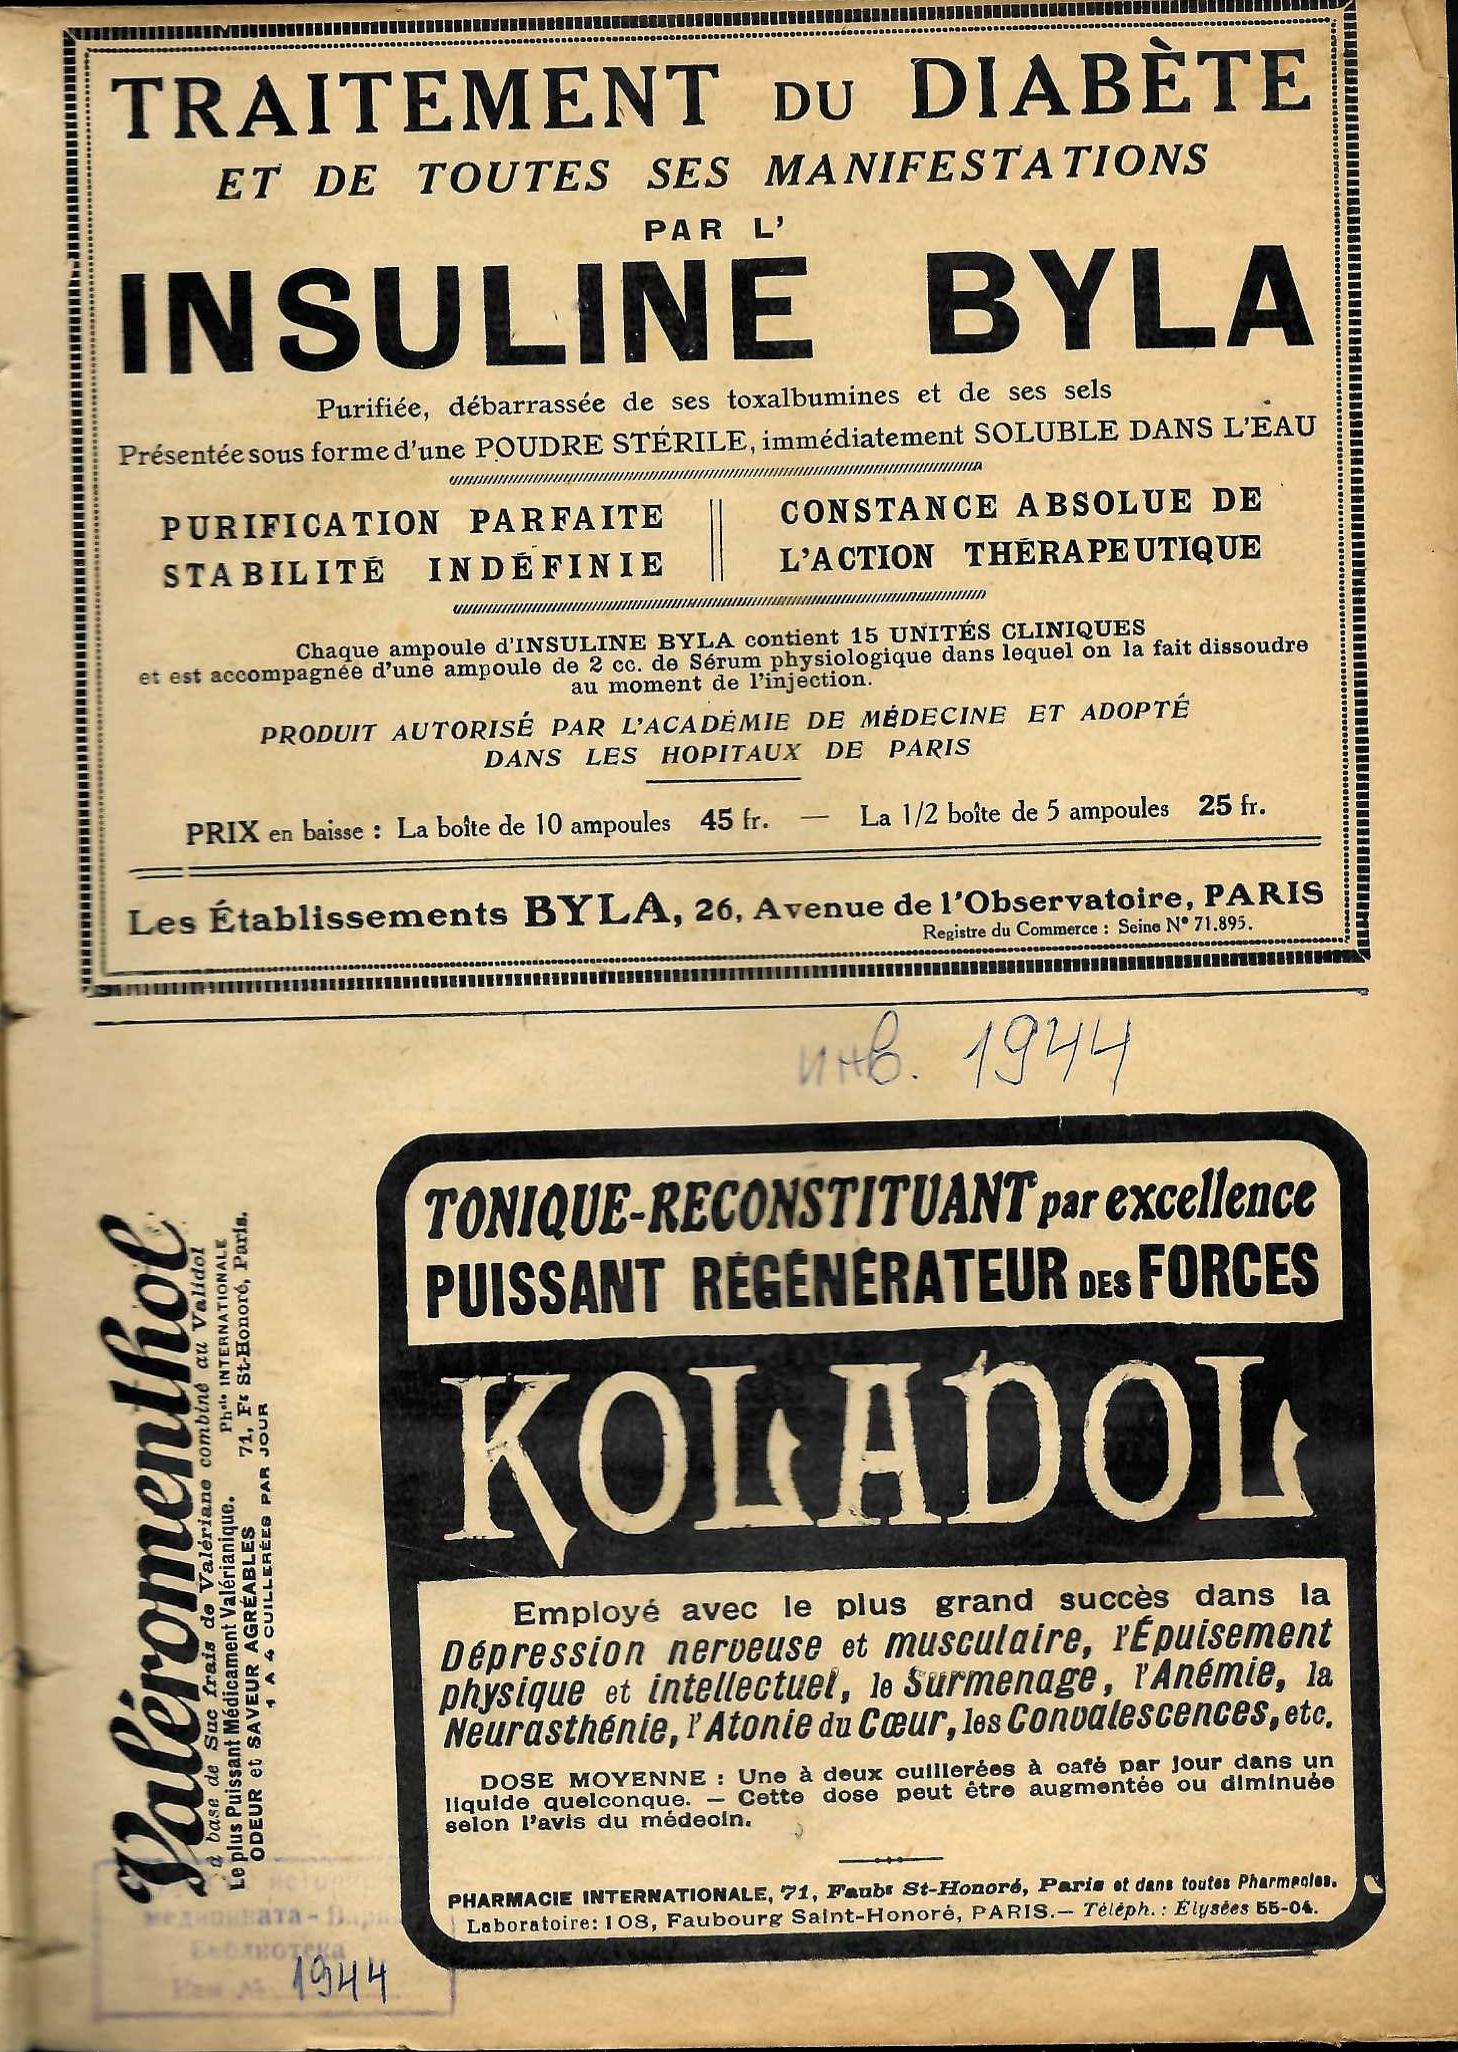 TRAITEMENT DU DIABÈTE
ET DE TOUTES SES MANIFESTATIONS
PAR L'
INSULINE BYLA
Purifiée, débarrassée de ses toxalbumines et de ses sels
Présentée sous forme d'une POUDRE STÉRILE, immédiatement SOLUBLE DANS L'EAU
PURIFICATION PARFAITE
STABILITÉ INDÉFINIE
CONSTANCE ABSOLUE DE
L'ACTION THÉRAPEUTIQUE
Chaque ampoule d'INSULINE BYLA contient 15 UNITÉS CLINIQUES
et est accompagnée d'une ampoule de 2 cc. de Sérum physiologique dans lequel on la fait dissoudre
au moment de l'injection.
PRODUIT AUTORISÉ PAR L'ACADÉMIE DE MÉDECINE ET ADOPTÉ
DANS LES HOPITAUX DE PARIS
PRIX en baisse : La boîte de 10 ampoules 45 fr. — La 1/2 boîte de 5 ampoules 25 fr.
Les Établissements BYLA, 26, Avenue de l'Observatoire, PARIS
Registre du Commerce : Seine N° 71.895.
инв. 1944
Valéromenthol
à base de Suc frais de Valériane combiné au Validol
Le plus Puissant Médicament Valérianique. Phcie INTERNATIONALE
ODEUR et SAVEUR AGRÉABLES 71, Fg St-Honoré, Paris.
1 A 4 CUILLERÉES PAR JOUR
TONIQUE-RECONSTITUANT par excellence
PUISSANT RÉGÉNÉRATEUR DES FORCES
KOLADOL
Employé avec le plus grand succès dans la
Dépression nerveuse et musculaire, l'Épuisement
physique et intellectuel, le Surmenage, l'Anémie, la
Neurasthénie, l'Atonie du Cœur, les Convalescences, etc.
DOSE MOYENNE : Une à deux cuillerées à café par jour dans un
liquide quelconque. — Cette dose peut être augmentée ou diminuée
selon l'avis du médecin.
PHARMACIE INTERNATIONALE, 71, Faubg St-Honoré, Paris et dans toutes Pharmacies.
Laboratoire: 108, Faubourg Saint-Honoré, PARIS.— Téléph. : Élysées 55-04.
медицината - Варна
Библиотека
Инв № 1944